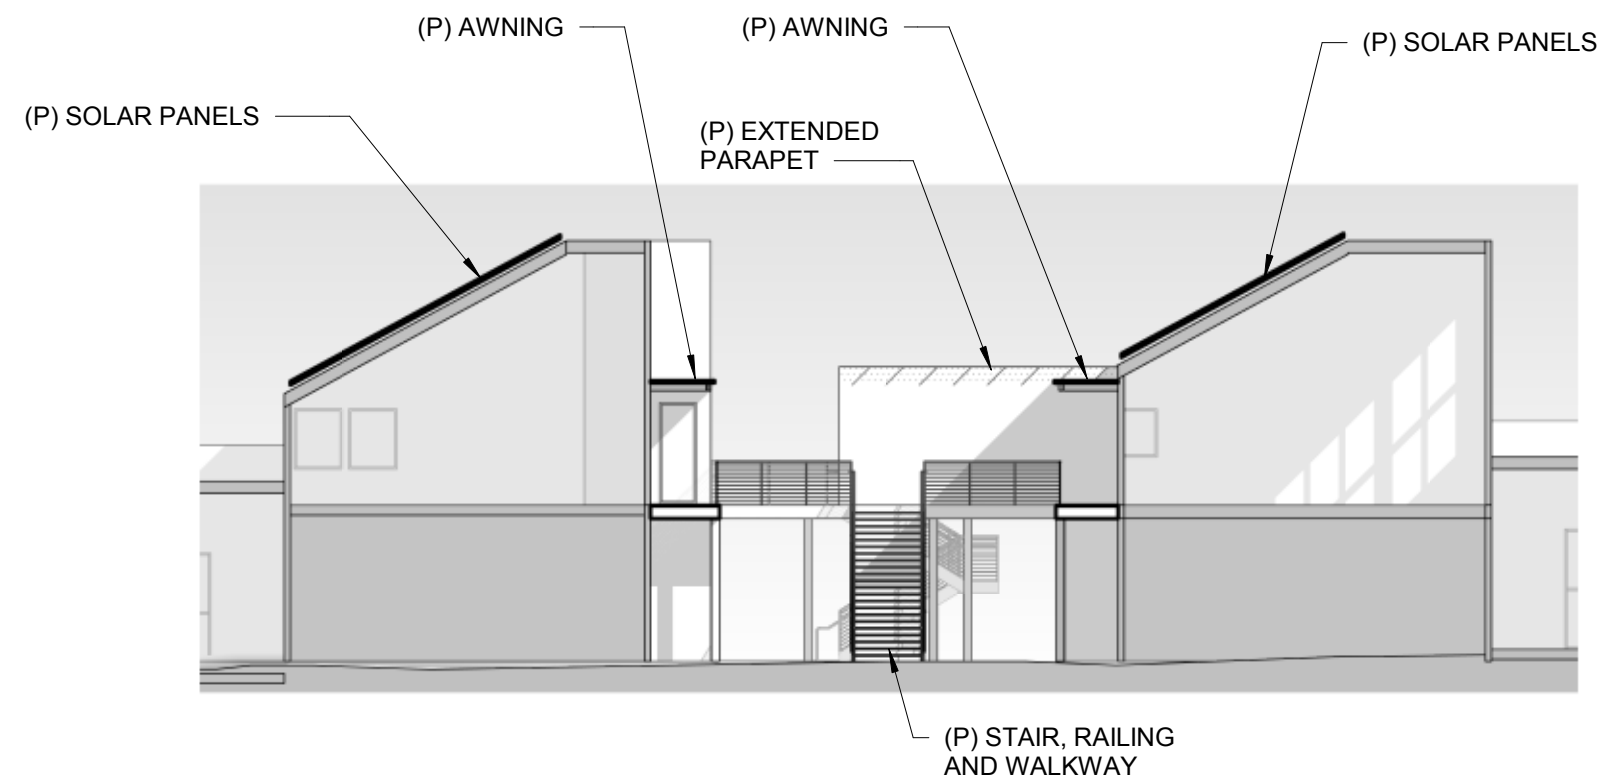 (P) AWNING
(P) AWNING
(P) SOLAR PANELS
(P) SOLAR PANELS
(P) EXTENDED
PARAPET
(P) STAIR, RAILING
AND WALKWAY